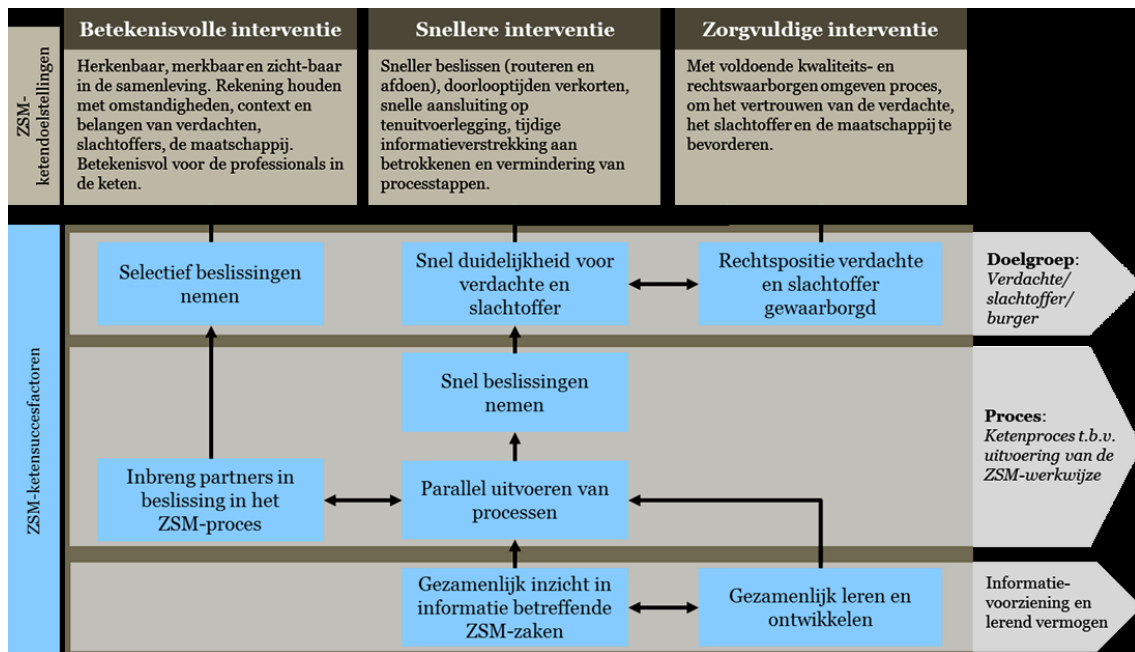 ZSM-
ketendoelstellingen
Betekenisvolle interventie
Herkenbaar, merkbaar en zicht-baar
in de samenleving. Rekening houden
met omstandigheden, context en
belangen van verdachten,
slachtoffers, de maatschappij.
Betekenisvol voor de professionals in
de keten.
Snellere interventie
Sneller beslissen (routeren en
afdoen), doorlooptijden verkorten,
snelle aansluiting op
tenuitvoerlegging, tijdige
informatieverstrekking aan
betrokkenen en vermindering van
processtappen.
Zorgvuldige interventie
Met voldoende kwaliteits- en
rechtswaarborgen omgeven proces,
om het vertrouwen van de verdachte,
het slachtoffer en de maatschappij te
bevorderen.
ZSM-ketensuccesfactoren
Selectief beslissingen
nemen
Snel duidelijkheid voor
verdachte en
slachtoffer
Rechtspositie verdachte
en slachtoffer
gewaarborgd
Doelgroep:
Verdachte/
slachtoffer/
burger
Snel beslissingen
nemen
Inbreng partners in
beslissing in het
ZSM-proces
Parallel uitvoeren van
processen
Proces:
Ketenproces t.b.v.
uitvoering van de
ZSM-werkwijze
Gezamenlijk inzicht in
informatie betreffende
ZSM-zaken
Gezamenlijk leren en
ontwikkelen
Informatie-
voorziening en
lerend vermogen